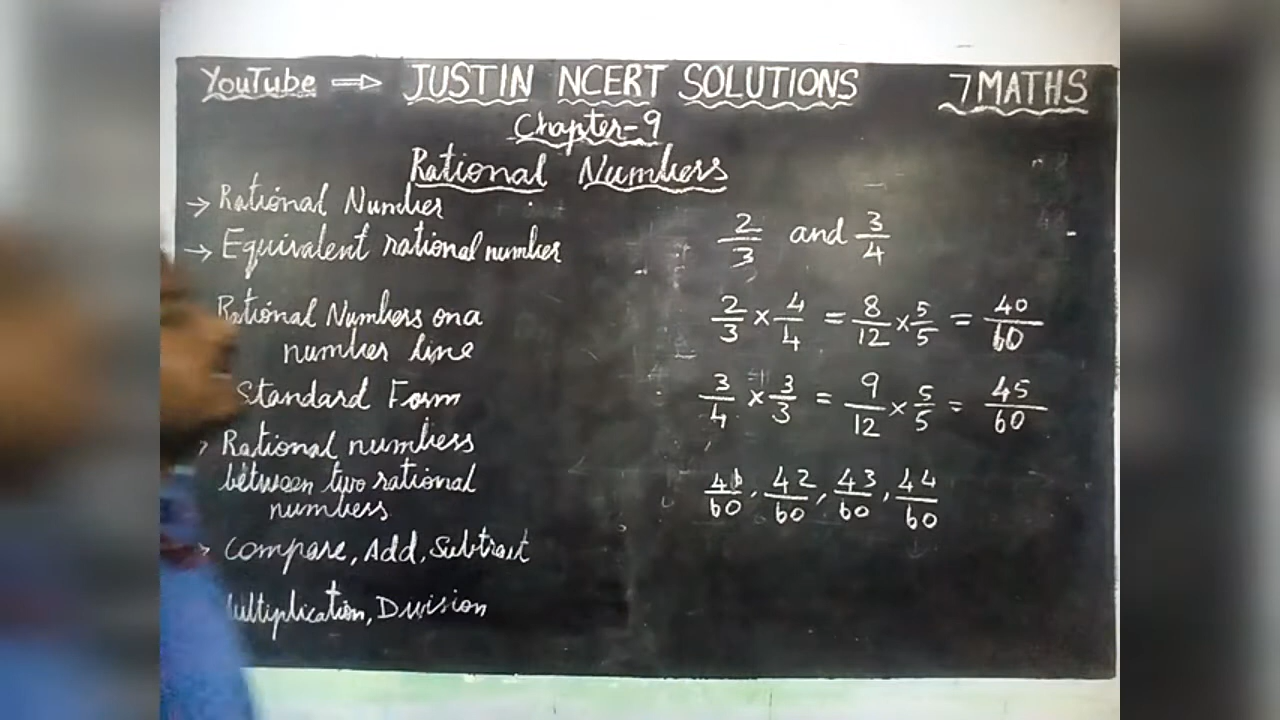 YouTube → JUSTIN NCERT SOLUTIONS 7 MATHS
Chapter-9
Rational Numbers
→ Rational Number
→ Equivalent rational number
Rational Numbers on a
number line
Standard Form
Rational numbers
between two rational
numbers
Compare, Add, Subtract
Multiplication, Division
2/3 and 3/4
2/3 × 4/4 = 8/12 × 5/5 = 40/60
3/4 × 3/3 = 9/12 × 5/5 = 45/60
42/60, 43/60, 44/60